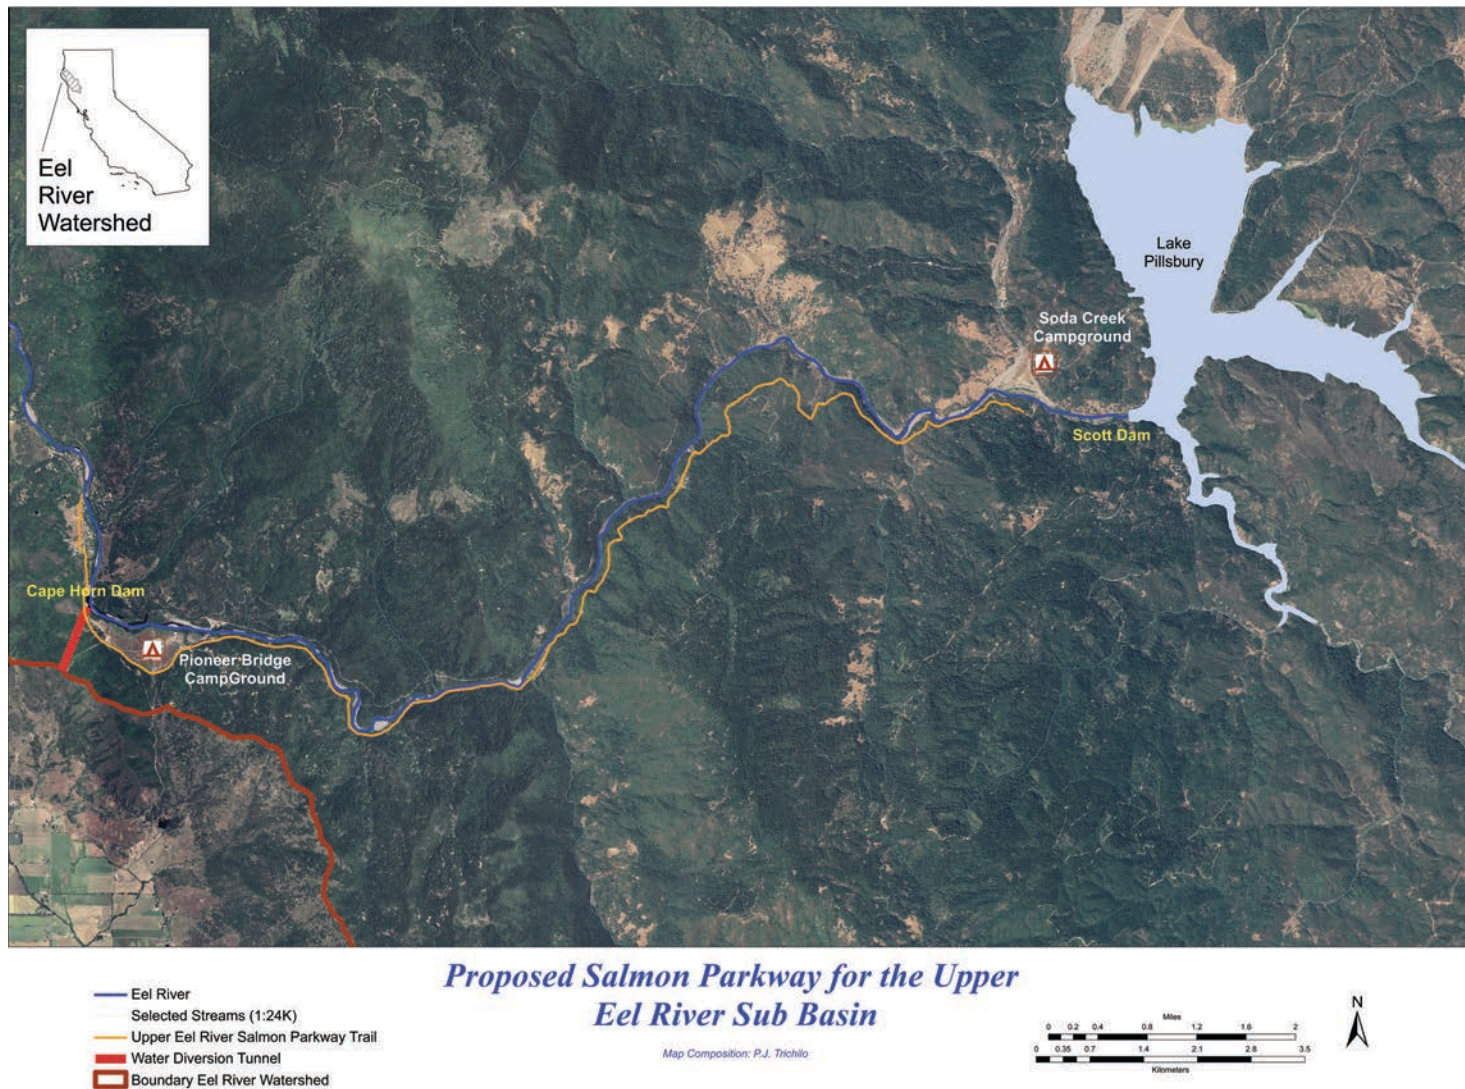 Eel
River
Watershed
Lake
Pillsbury
Soda Creek
Campground
Scott Dam
Cape Horn Dam
Pioneer Bridge
CampGround
Proposed Salmon Parkway for the Upper
Eel River Sub Basin
Map Composition: P.J. Trichilo
Eel River
Selected Streams (1:24K)
Upper Eel River Salmon Parkway Trail
Water Diversion Tunnel
Boundary Eel River Watershed
Miles
0 0.2 0.4 0.8 1.2 1.6 2
0 0.35 0.7 1.4 2.1 2.8 3.5
Kilometers
N